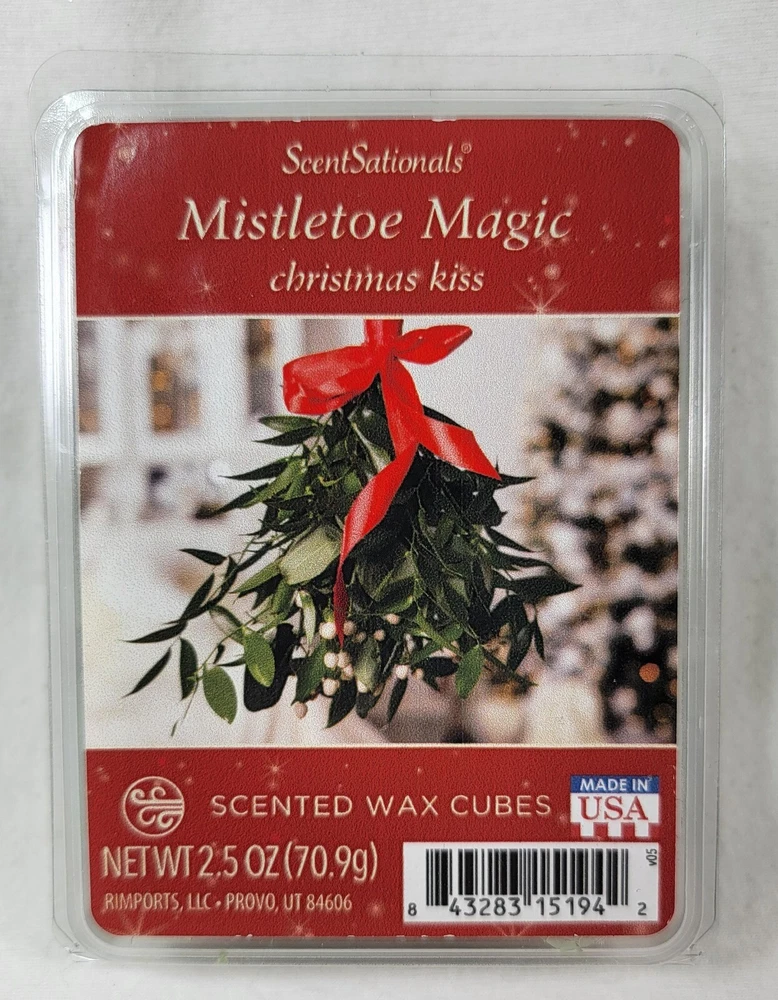 ScentSationals®
Mistletoe Magic
christmas kiss
SCENTED WAX CUBES
MADE IN
USA
NET WT 2.5 OZ (70.9g)
RIMPORTS, LLC • PROVO, UT 84606
8 43283 15194 2
v05